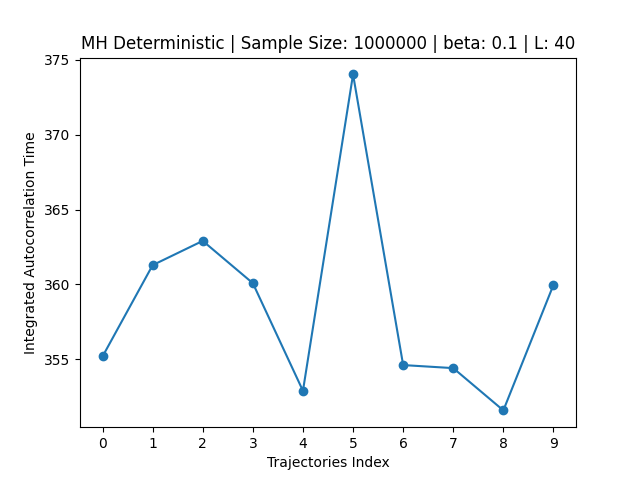 MH Deterministic | Sample Size: 1000000 | beta: 0.1 | L: 40
Integrated Autocorrelation Time
375
370
365
360
355
0 1 2 3 4 5 6 7 8 9
Trajectories Index